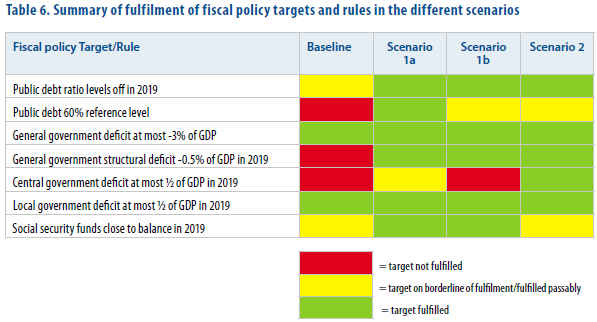 Table 6. Summary of fulfilment of fiscal policy targets and rules in the different scenarios
Fiscal policy Target/Rule Baseline Scenario 1a Scenario 1b Scenario 2
Public debt ratio levels off in 2019
Public debt 60% reference level
General government deficit at most -3% of GDP
General government structural deficit -0.5% of GDP in 2019
Central government deficit at most ½ of GDP in 2019
Local government deficit at most ½ of GDP in 2019
Social security funds close to balance in 2019
= target not fulfilled
= target on borderline of fulfilment/fulfilled passably
= target fulfilled